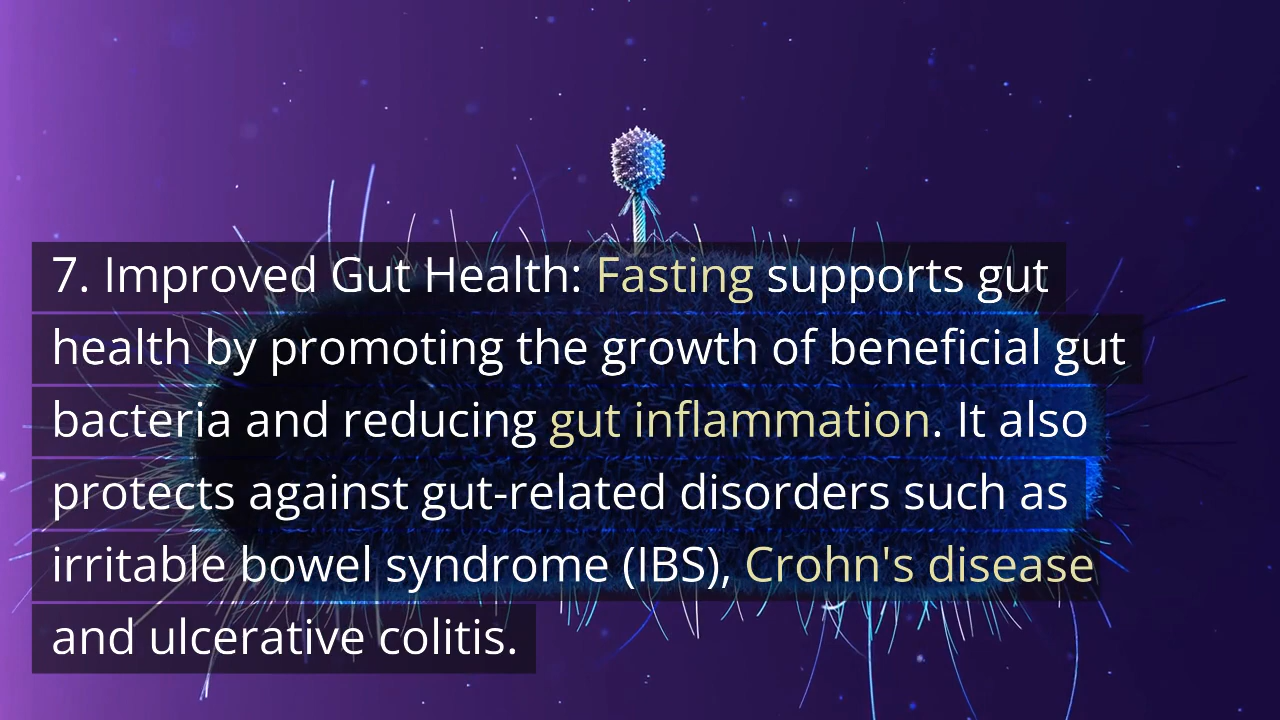 7. Improved Gut Health: Fasting supports gut
health by promoting the growth of beneficial gut
bacteria and reducing gut inflammation. It also
protects against gut-related disorders such as
irritable bowel syndrome (IBS), Crohn's disease
and ulcerative colitis.